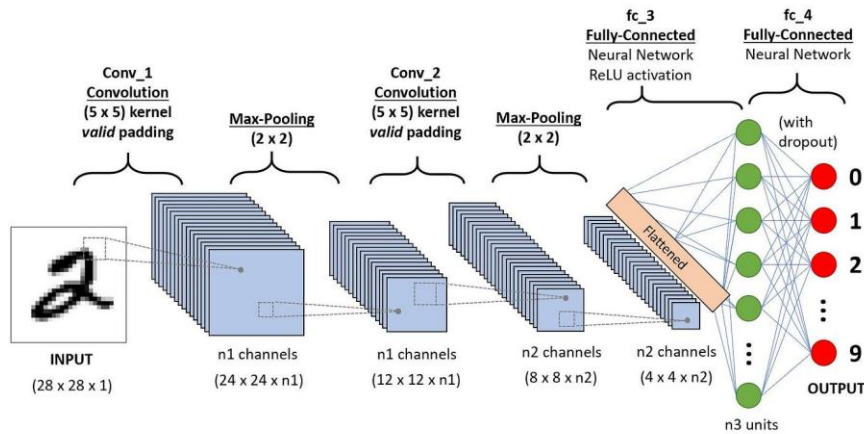 fc_3
Fully-Connected
Neural Network
ReLU activation
fc_4
Fully-Connected
Neural Network
Conv_1
Convolution
(5 x 5) kernel
valid padding
Max-Pooling
(2 x 2)
Conv_2
Convolution
(5 x 5) kernel
valid padding
Max-Pooling
(2 x 2)
(with
dropout)
Flattened
0
1
2
9
OUTPUT
2
INPUT
(28 x 28 x 1)
n1 channels
(24 x 24 x n1)
n1 channels
(12 x 12 x n1)
n2 channels
(8 x 8 x n2)
n2 channels
(4 x 4 x n2)
n3 units